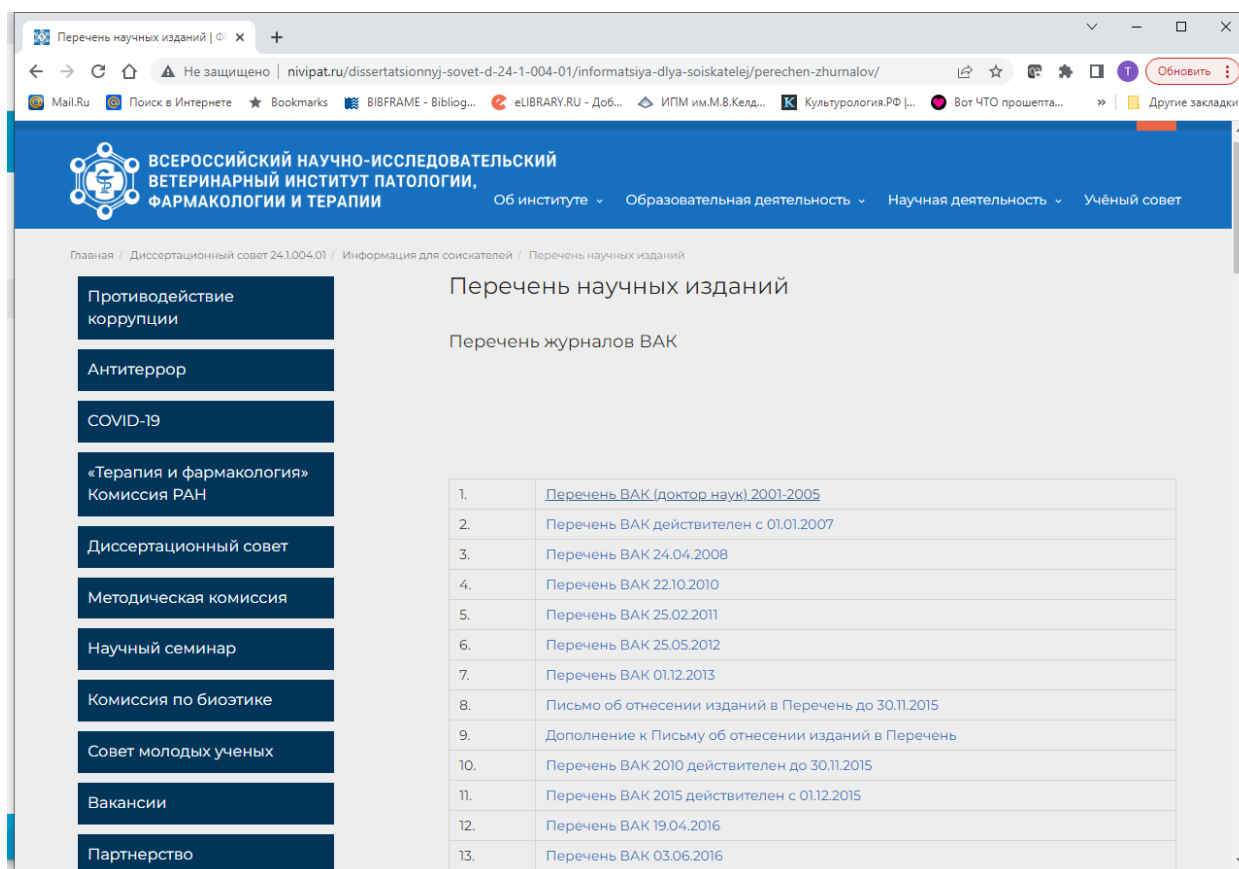 Перечень научных изданий | Ф
Не защищено | nivipat.ru/dissertatsionnyj-sovet-d-24-1-004-01/informatsiya-dlya-soiskatelej/perechen-zhurnalov/
T
Обновить
Mail.Ru
Поиск в Интернете
Bookmarks
BIBFRAME - Bibliog...
eLIBRARY.RU - Доб...
ИПМ им.М.В.Келд...
Культурология.РФ |...
Вот ЧТО прошепта...
»
Другие закладки
ВСЕРОССИЙСКИЙ НАУЧНО-ИССЛЕДОВАТЕЛЬСКИЙ
ВЕТЕРИНАРНЫЙ ИНСТИТУТ ПАТОЛОГИИ,
ФАРМАКОЛОГИИ И ТЕРАПИИ
Об институте
Образовательная деятельность
Научная деятельность
Учёный совет
Главная / Диссертационный совет 24.1.004.01 / Информация для соискателей / Перечень научных изданий
Противодействие
коррупции
Антитеррор
COVID-19
«Терапия и фармакология»
Комиссия РАН
Диссертационный совет
Методическая комиссия
Научный семинар
Комиссия по биоэтике
Совет молодых ученых
Вакансии
Партнерство
Перечень научных изданий
Перечень журналов ВАК
1. Перечень ВАК (доктор наук) 2001-2005
2. Перечень ВАК действителен с 01.01.2007
3. Перечень ВАК 24.04.2008
4. Перечень ВАК 22.10.2010
5. Перечень ВАК 25.02.2011
6. Перечень ВАК 25.05.2012
7. Перечень ВАК 01.12.2013
8. Письмо об отнесении изданий в Перечень до 30.11.2015
9. Дополнение к Письму об отнесении изданий в Перечень
10. Перечень ВАК 2010 действителен до 30.11.2015
11. Перечень ВАК 2015 действителен с 01.12.2015
12. Перечень ВАК 19.04.2016
13. Перечень ВАК 03.06.2016